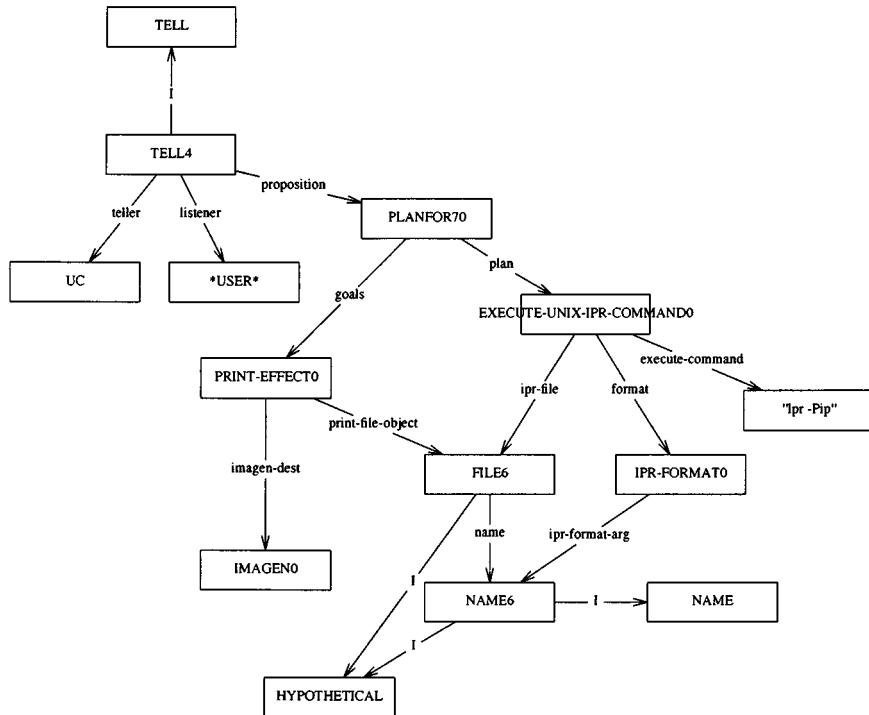 TELL
I
TELL4
proposition
teller
listener
PLANFOR70
UC
*USER*
plan
goals
EXECUTE-UNIX-IPR-COMMAND0
execute-command
PRINT-EFFECT0
ipr-file
format
"lpr -Pip"
print-file-object
imagen-dest
FILE6
IPR-FORMAT0
name
ipr-format-arg
IMAGEN0
I
NAME6
I
NAME
I
HYPOTHETICAL